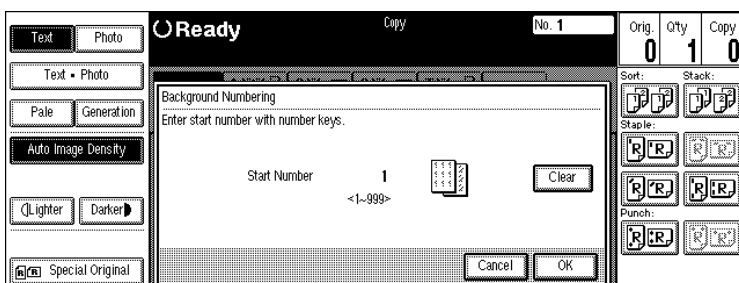 Text Photo
Ready
Copy
No. 1
Orig. Q'ty Copy
0 1 0
Text • Photo
Sort: Stack:
Background Numbering
Pale Generation
Enter start number with number keys.
Staple:
Auto Image Density
Start Number 1
Clear
<1~999>
Lighter Darker
Punch:
Cancel OK
Special Original